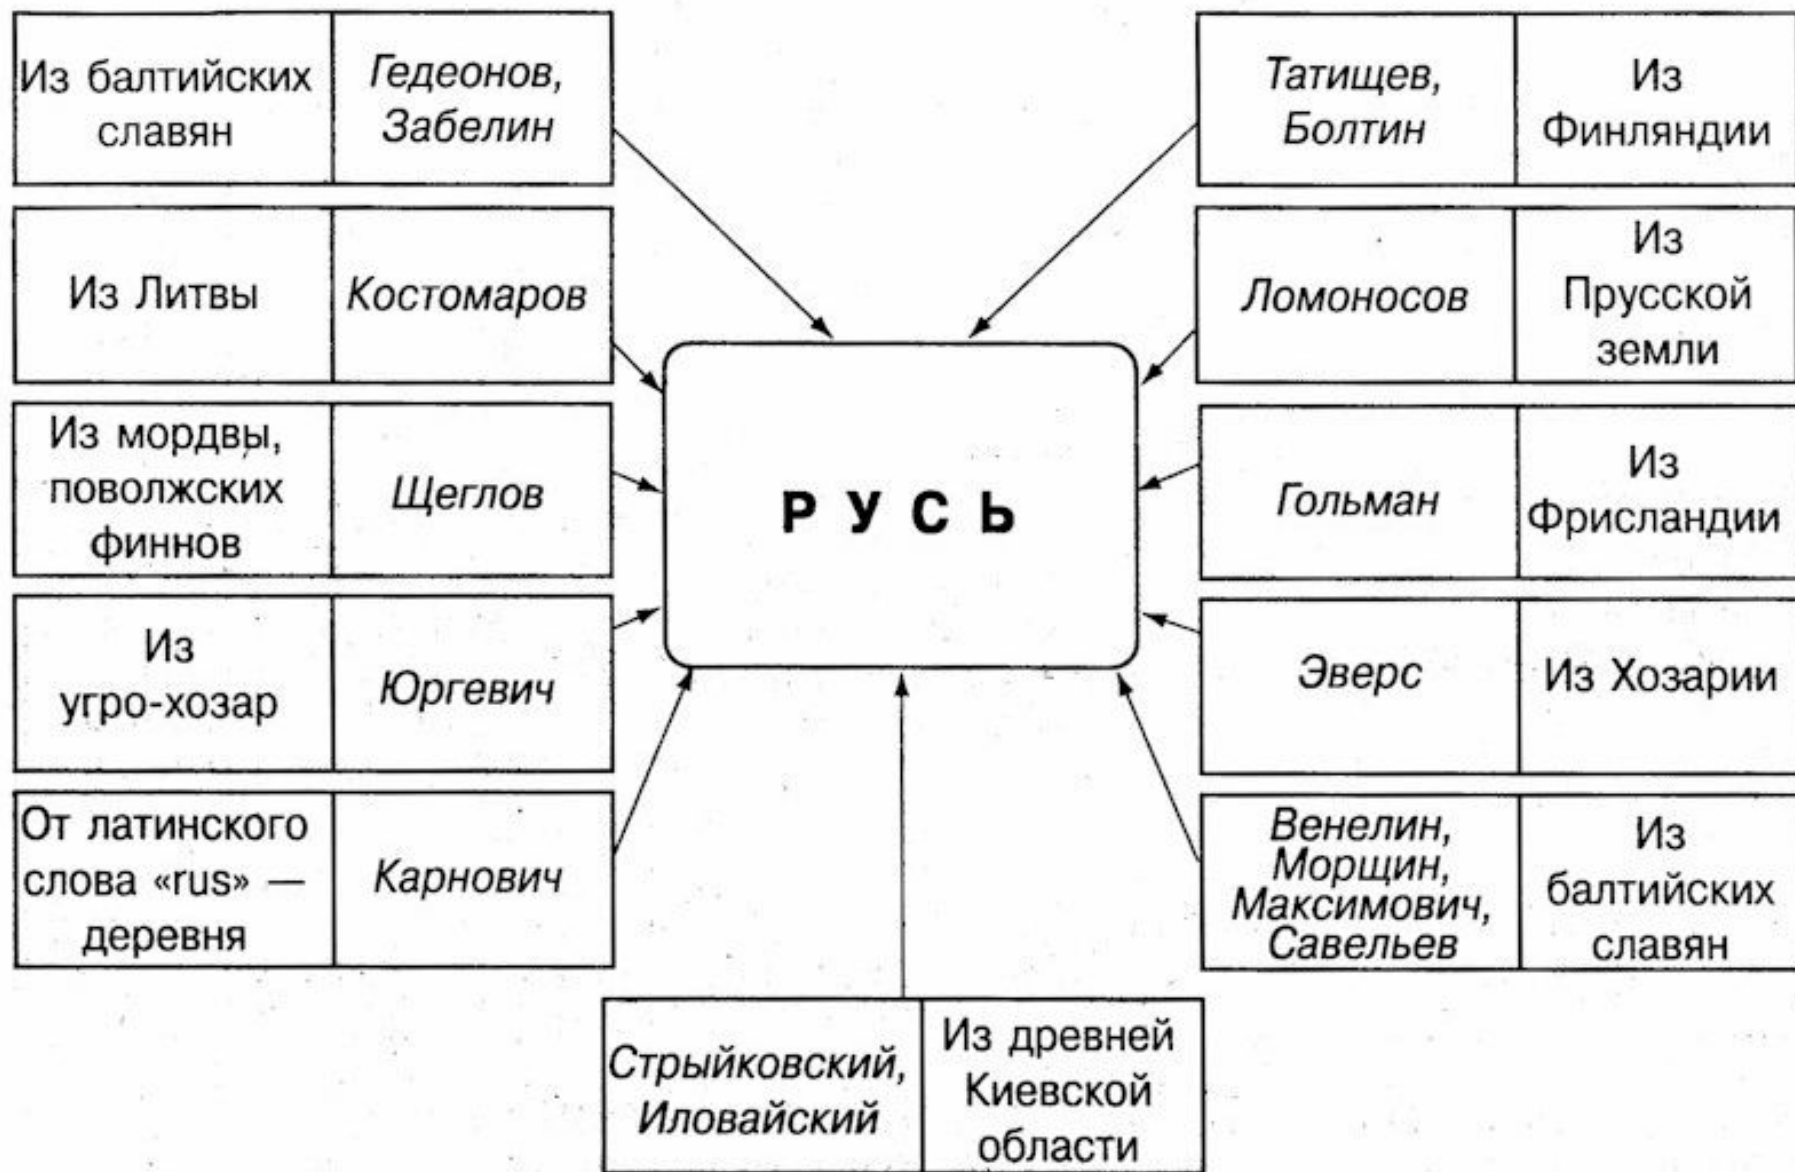 Из балтийских
славян
Гедеонов,
Забелин
Из Литвы
Костомаров
Из мордвы,
поволжских
финнов
Щеглов
Из
угро-хозар
Юргевич
От латинского
слова «rus» —
деревня
Карнович
РУСЬ
Татищев,
Болтин
Из
Финляндии
Ломоносов
Из
Прусской
земли
Гольман
Из
Фрисландии
Эверс
Из Хозарии
Венелин,
Морщин,
Максимович,
Савельев
Из
балтийских
славян
Стрыйковский,
Иловайский
Из древней
Киевской
области